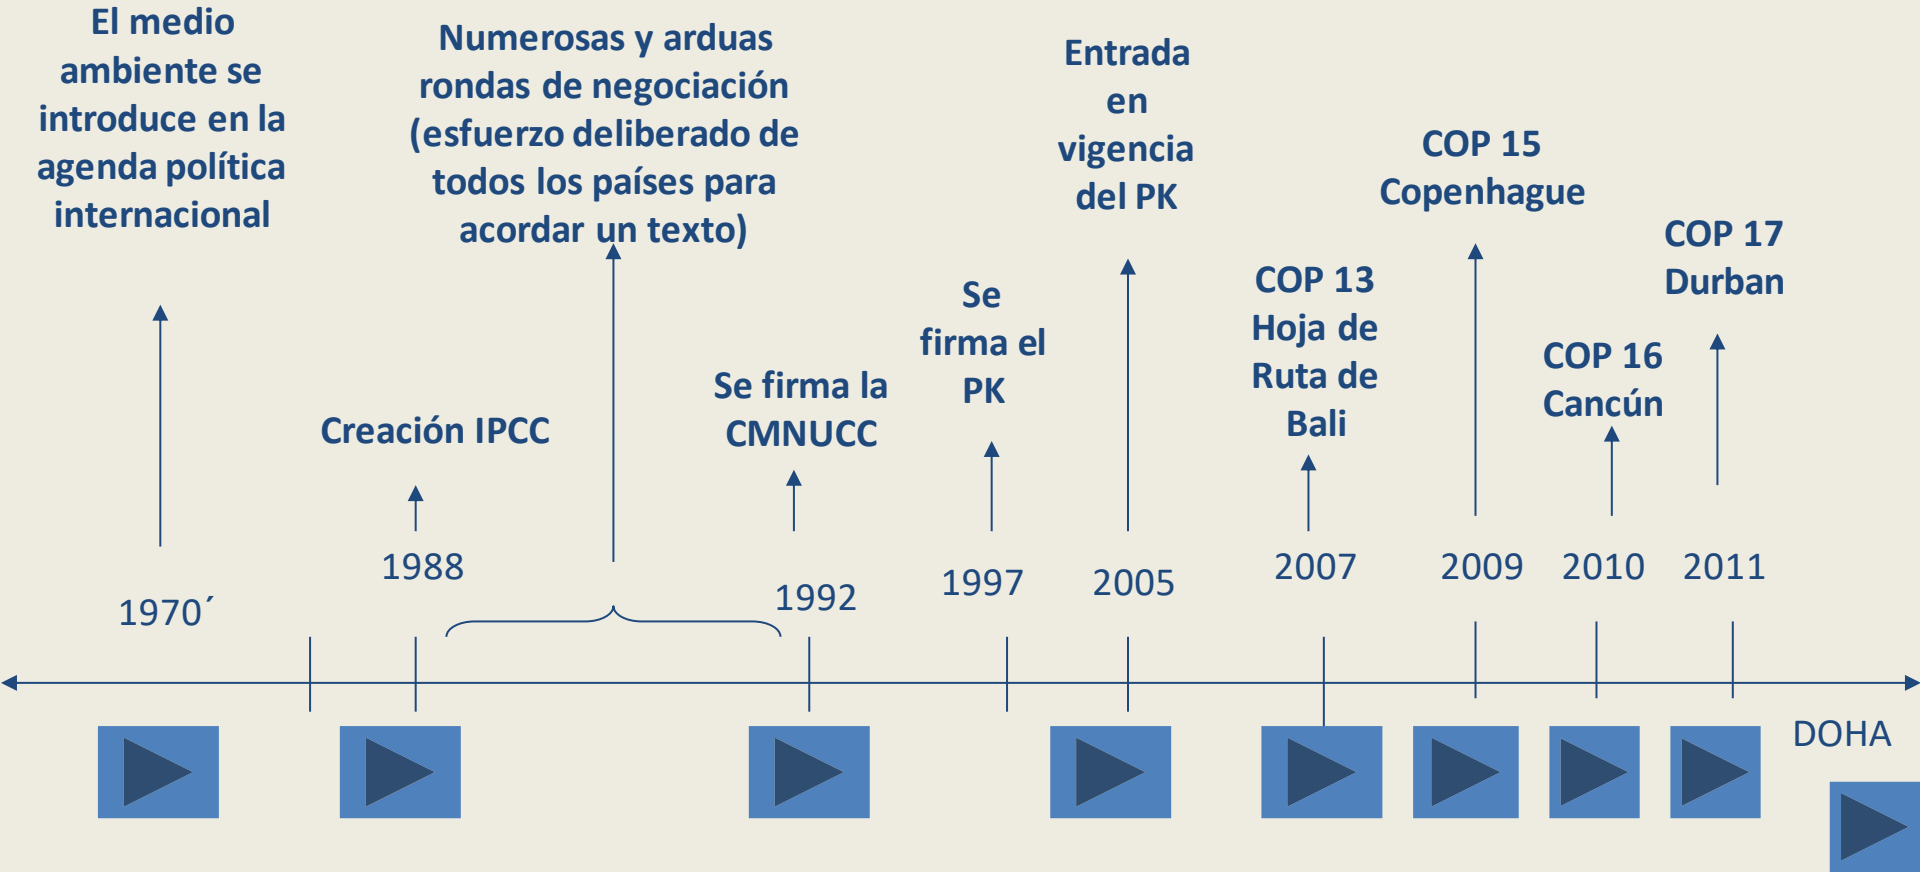 El medio
ambiente se
introduce en la
agenda política
internacional
Numerosas y arduas
rondas de negociación
(esfuerzo deliberado de
todos los países para
acordar un texto)
Entrada
en
vigencia
del PK
COP 15
Copenhague
COP 17
Durban
Se
firma el
PK
COP 13
Hoja de
Ruta de
Bali
COP 16
Cancún
Se firma la
CMNUCC
Creación IPCC
1970´
1988
1992
1997
2005
2007
2009
2010
2011
DOHA